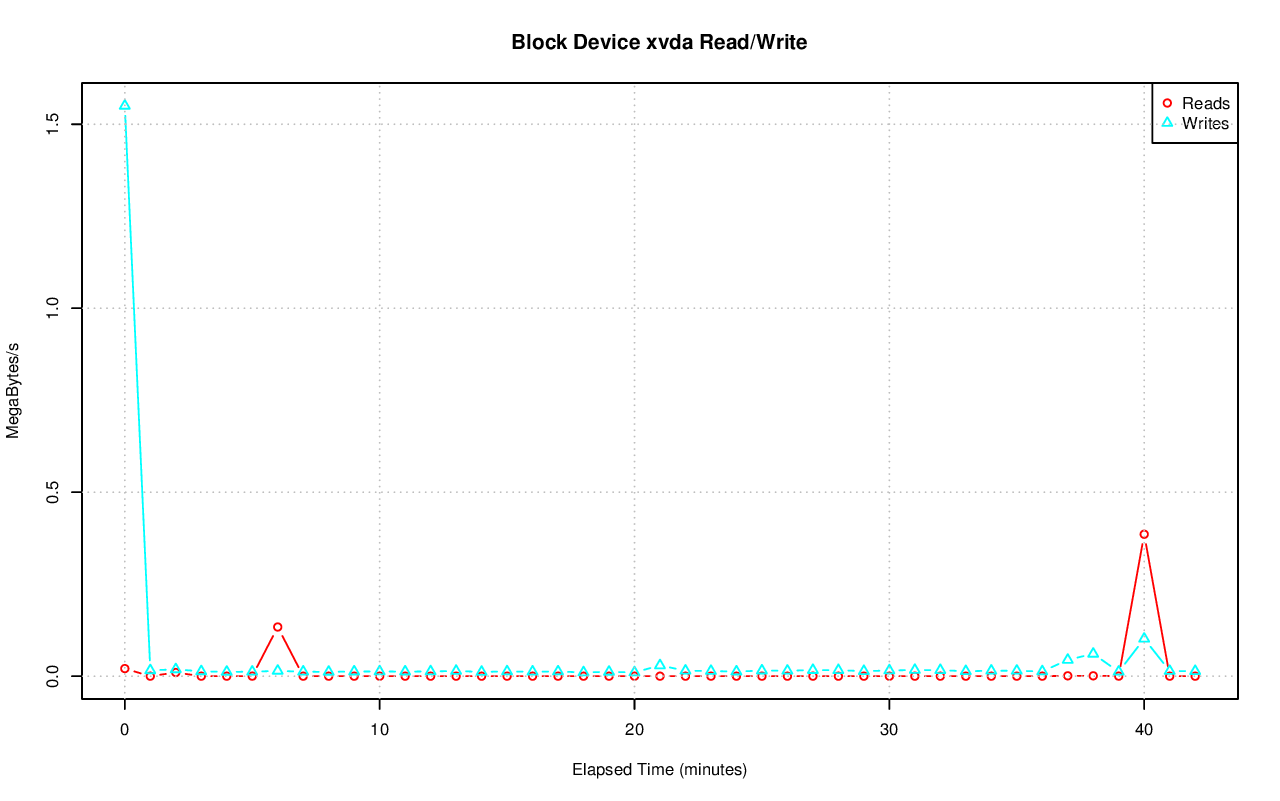 Block Device xvda Read/Write
Reads
Writes
1.5
1.0
0.5
0.0
MegaBytes/s
0 10 20 30 40
Elapsed Time (minutes)